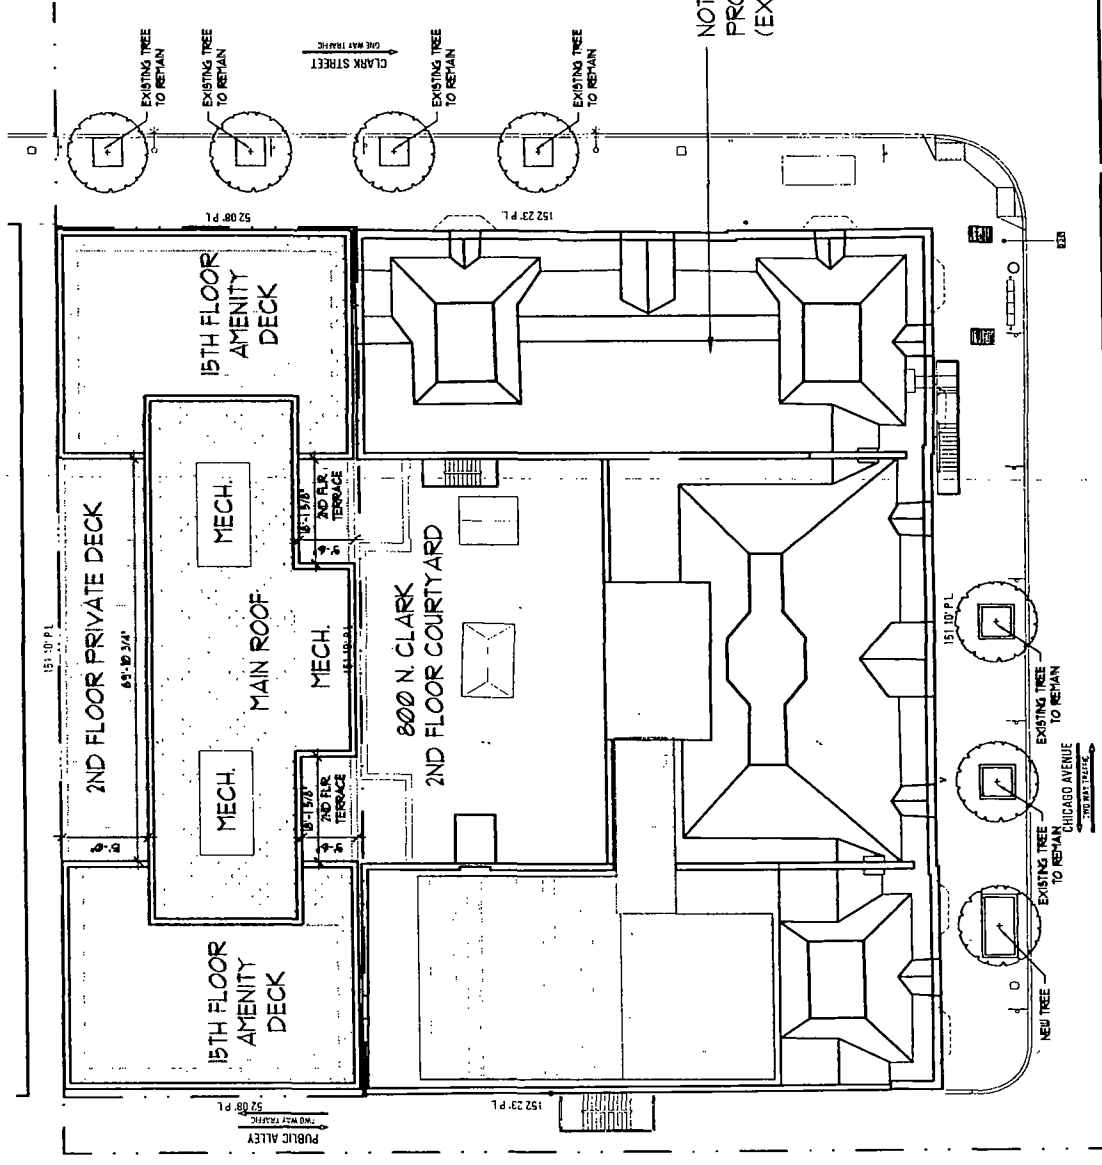 EXISTING TREE
TO REMAIN
EXISTING TREE
TO REMAIN
CLARK STREET
ONE WAY TRAFFIC
EXISTING TREE
TO REMAIN
EXISTING TREE
TO REMAIN
NOT
PRO
(EX
52.08' P.L.
152.23' P.L.
15TH FLOOR
AMENITY
DECK
151.10' P.L.
2ND FLOOR PRIVATE DECK
MECH.
2ND FLR.
TERRACE
MAIN ROOF
MECH.
151.10' P.L.
MECH.
2ND FLR.
TERRACE
800 N. CLARK
2ND FLOOR COURTYARD
15TH FLOOR
AMENITY
DECK
52.08' P.L.
152.23' P.L.
PUBLIC ALLEY
TWO WAY TRAFFIC
151.10' P.L.
EXISTING TREE
TO REMAIN
EXISTING TREE
TO REMAIN
CHICAGO AVENUE
TWO WAY TRAFFIC
NEW TREE